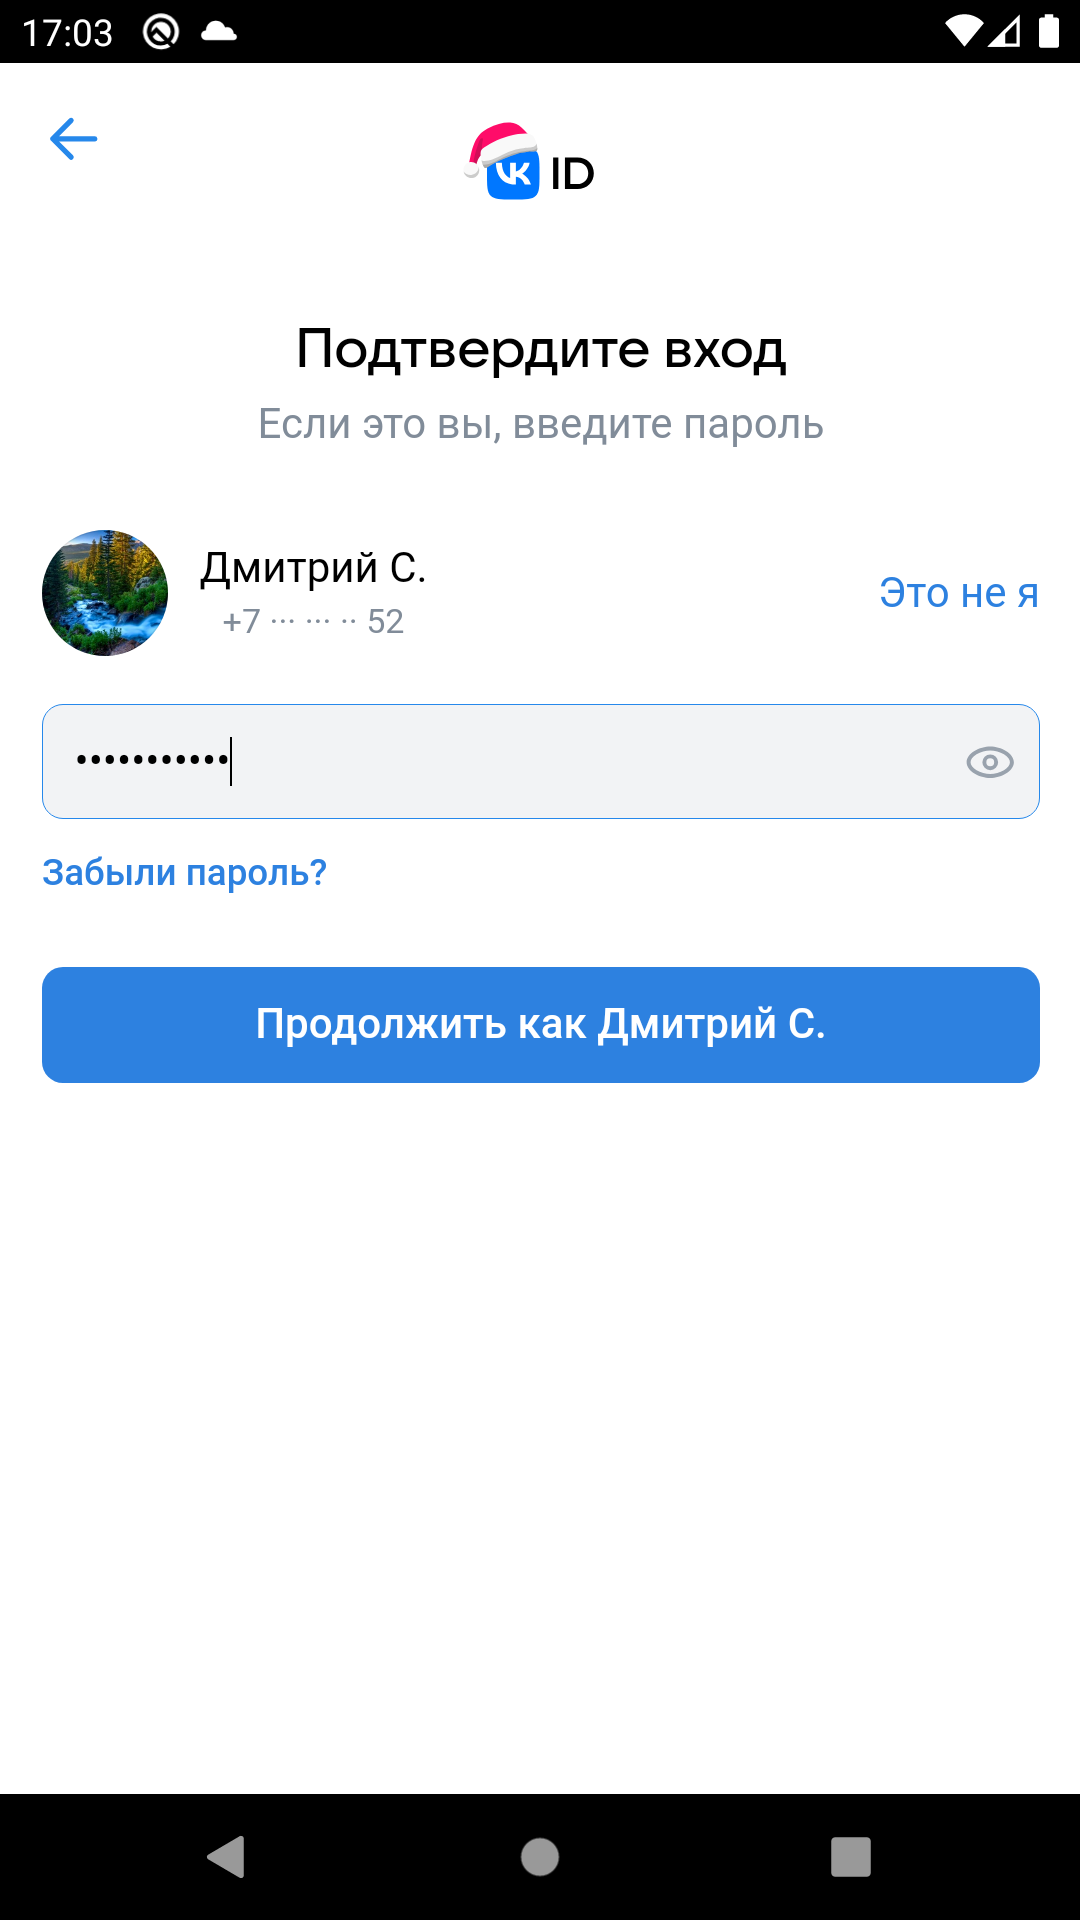 17:03
VK ID
Подтвердите вход
Если это вы, введите пароль
Дмитрий С.
+7 ··· ··· ·· 52
Это не я
•••••••••••
Забыли пароль?
Продолжить как Дмитрий С.